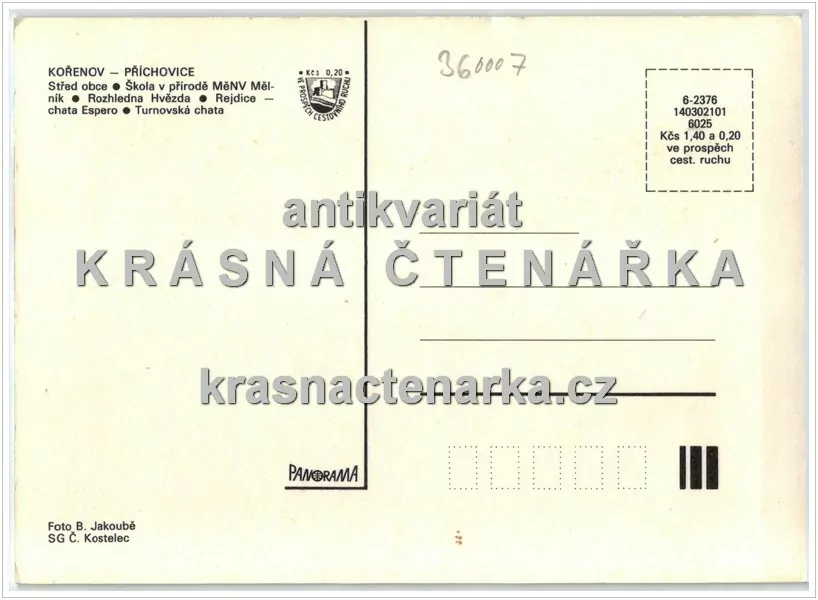 KOŘENOV — PŘÍCHOVICE
Střed obce ● Škola v přírodě MěNV Měl-
ník ● Rozhledna Hvězda ● Rejdice —
chata Espero ● Turnovská chata
• Kčs 0,20 •
VE PROSPĚCH CESTOVNÍHO RUCHU
360007
6-2376
140302101
6025
Kčs 1,40 a 0,20
ve prospěch
cest. ruchu
antikvariát
KRÁSNÁ ČTENÁŘKA
krasnactenarka.cz
PANORAMA
Foto B. Jakoubě
SG Č. Kostelec